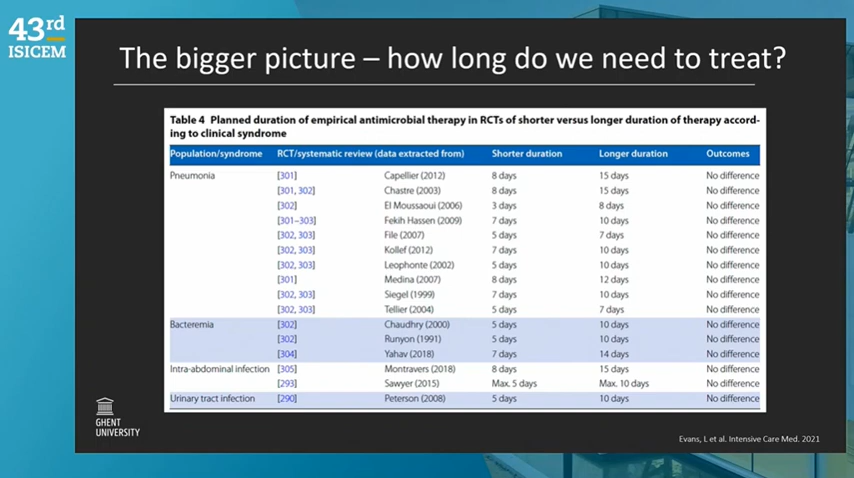 43rd
ISICEM
The bigger picture – how long do we need to treat?
Table 4 Planned duration of empirical antimicrobial therapy in RCTs of shorter versus longer duration of therapy accord-
ing to clinical syndrome
Population/syndrome RCT/systematic review (data extracted from) Shorter duration Longer duration Outcomes
Pneumonia [301] Capellier (2012) 8 days 15 days No difference
[301, 302] Chastre (2003) 8 days 15 days No difference
[302] El Moussaoui (2006) 3 days 8 days No difference
[301–303] Fekih Hassen (2009) 7 days 10 days No difference
[302, 303] File (2007) 5 days 7 days No difference
[302, 303] Kollef (2012) 7 days 10 days No difference
[302, 303] Leophonte (2002) 5 days 10 days No difference
[301] Medina (2007) 8 days 12 days No difference
[302, 303] Siegel (1999) 7 days 10 days No difference
[302, 303] Tellier (2004) 5 days 7 days No difference
Bacteremia [302] Chaudhry (2000) 5 days 10 days No difference
[302] Runyon (1991) 5 days 10 days No difference
[304] Yahav (2018) 7 days 14 days No difference
Intra-abdominal infection [305] Montravers (2018) 8 days 15 days No difference
[293] Sawyer (2015) Max. 5 days Max. 10 days No difference
Urinary tract infection [290] Peterson (2008) 5 days 10 days No difference
GHENT
UNIVERSITY
Evans, L et al. Intensive Care Med. 2021